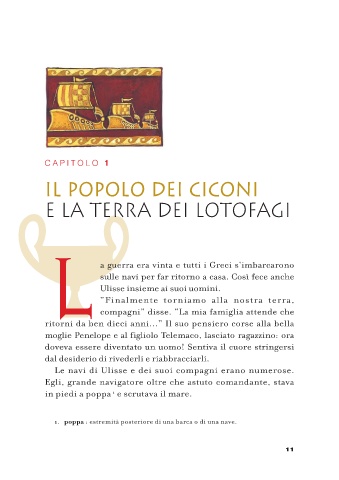 CAPITOLO 1
IL POPOLO DEI CICONI
E LA TERRA DEI LOTOFAGI
La guerra era vinta e tutti i Greci s'imbarcarono
sulle navi per far ritorno a casa. Così fece anche
Ulisse insieme ai suoi uomini.
"Finalmente torniamo alla nostra terra,
compagni" disse. "La mia famiglia attende che
ritorni da ben dieci anni..." Il suo pensiero corse alla bella
moglie Penelope e al figliolo Telemaco, lasciato ragazzino: ora
doveva essere diventato un uomo! Sentiva il cuore stringersi
dal desiderio di rivederli e riabbracciarli.
Le navi di Ulisse e dei suoi compagni erano numerose.
Egli, grande navigatore oltre che astuto comandante, stava
in piedi a poppa¹ e scrutava il mare.
1. poppa : estremità posteriore di una barca o di una nave.
11